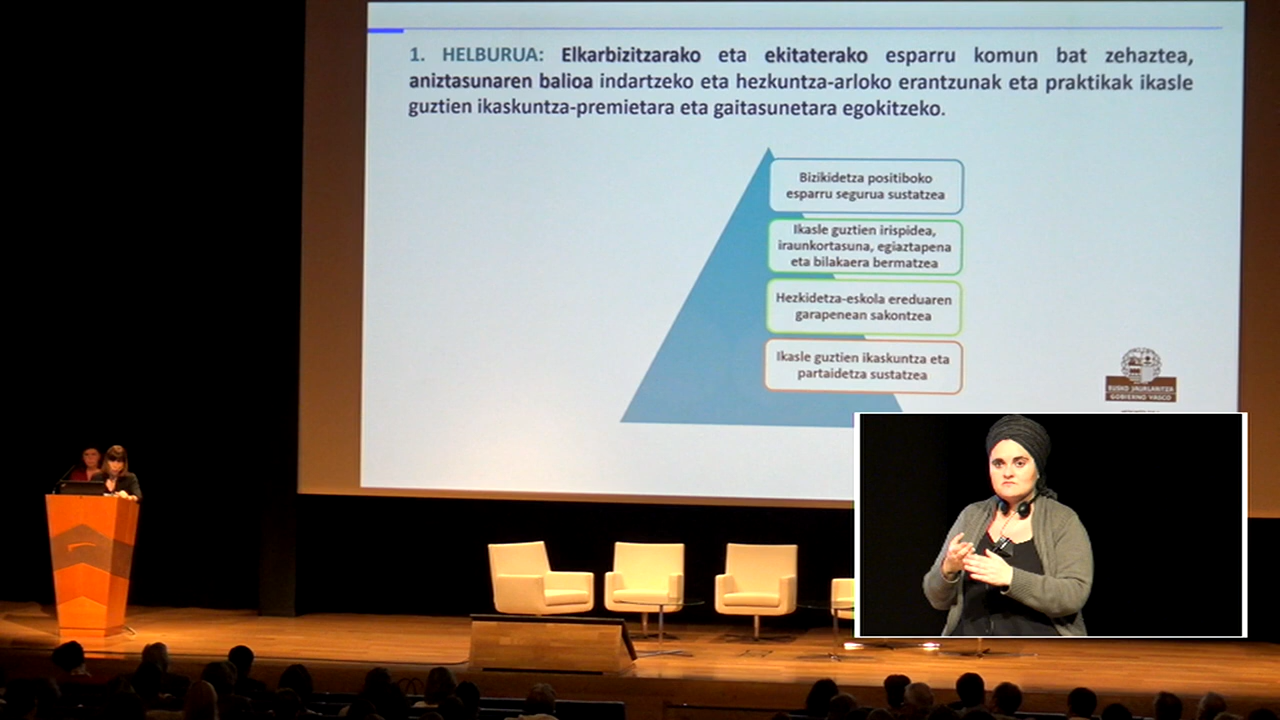 1. HELBURUA: Elkarbizitzarako eta ekitaterako esparru komun bat zehaztea,
aniztasunaren balioa indartzeko eta hezkuntza-arloko erantzunak eta praktikak ikasle
guztien ikaskuntza-premietara eta gaitasunetara egokitzeko.
Bizikidetza positiboko
esparru segurua sustatzea
Ikasle guztien irispidea,
iraunkortasuna, egiaztapena
eta bilakaera bermatzea
Hezkidetza-eskola ereduaren
garapenean sakontzea
Ikasle guztien ikaskuntza eta
partaidetza sustatzea
EUSKO JAURLARITZA
GOBIERNO VASCO